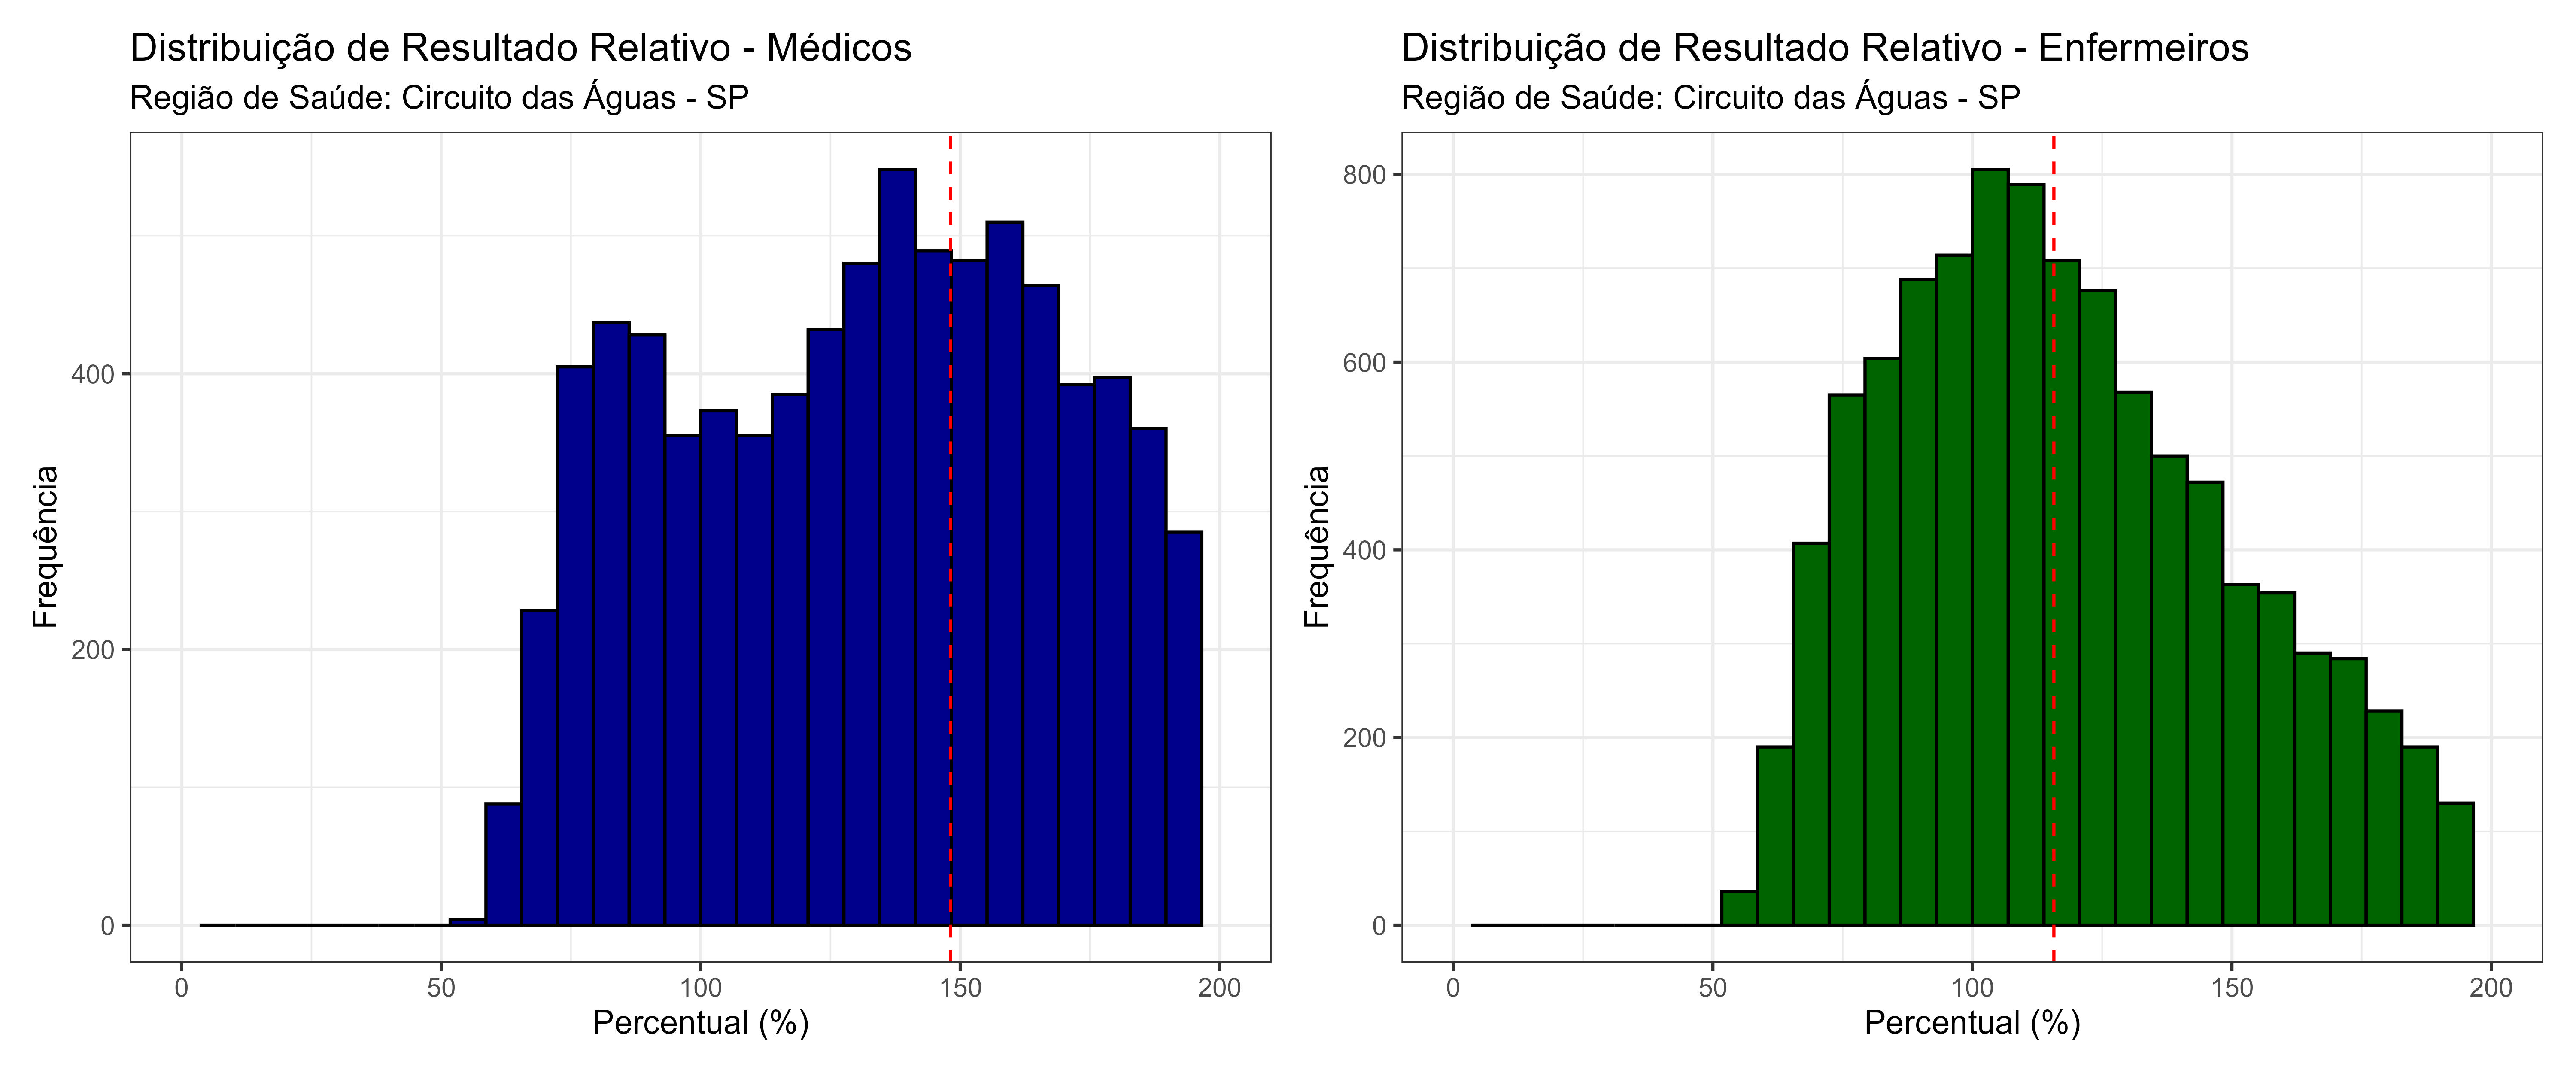 Distribuição de Resultado Relativo - Médicos
Região de Saúde: Circuito das Águas - SP
Frequência
400
200
0
0 50 100 150 200
Percentual (%)
Distribuição de Resultado Relativo - Enfermeiros
Região de Saúde: Circuito das Águas - SP
Frequência
800
600
400
200
0
0 50 100 150 200
Percentual (%)